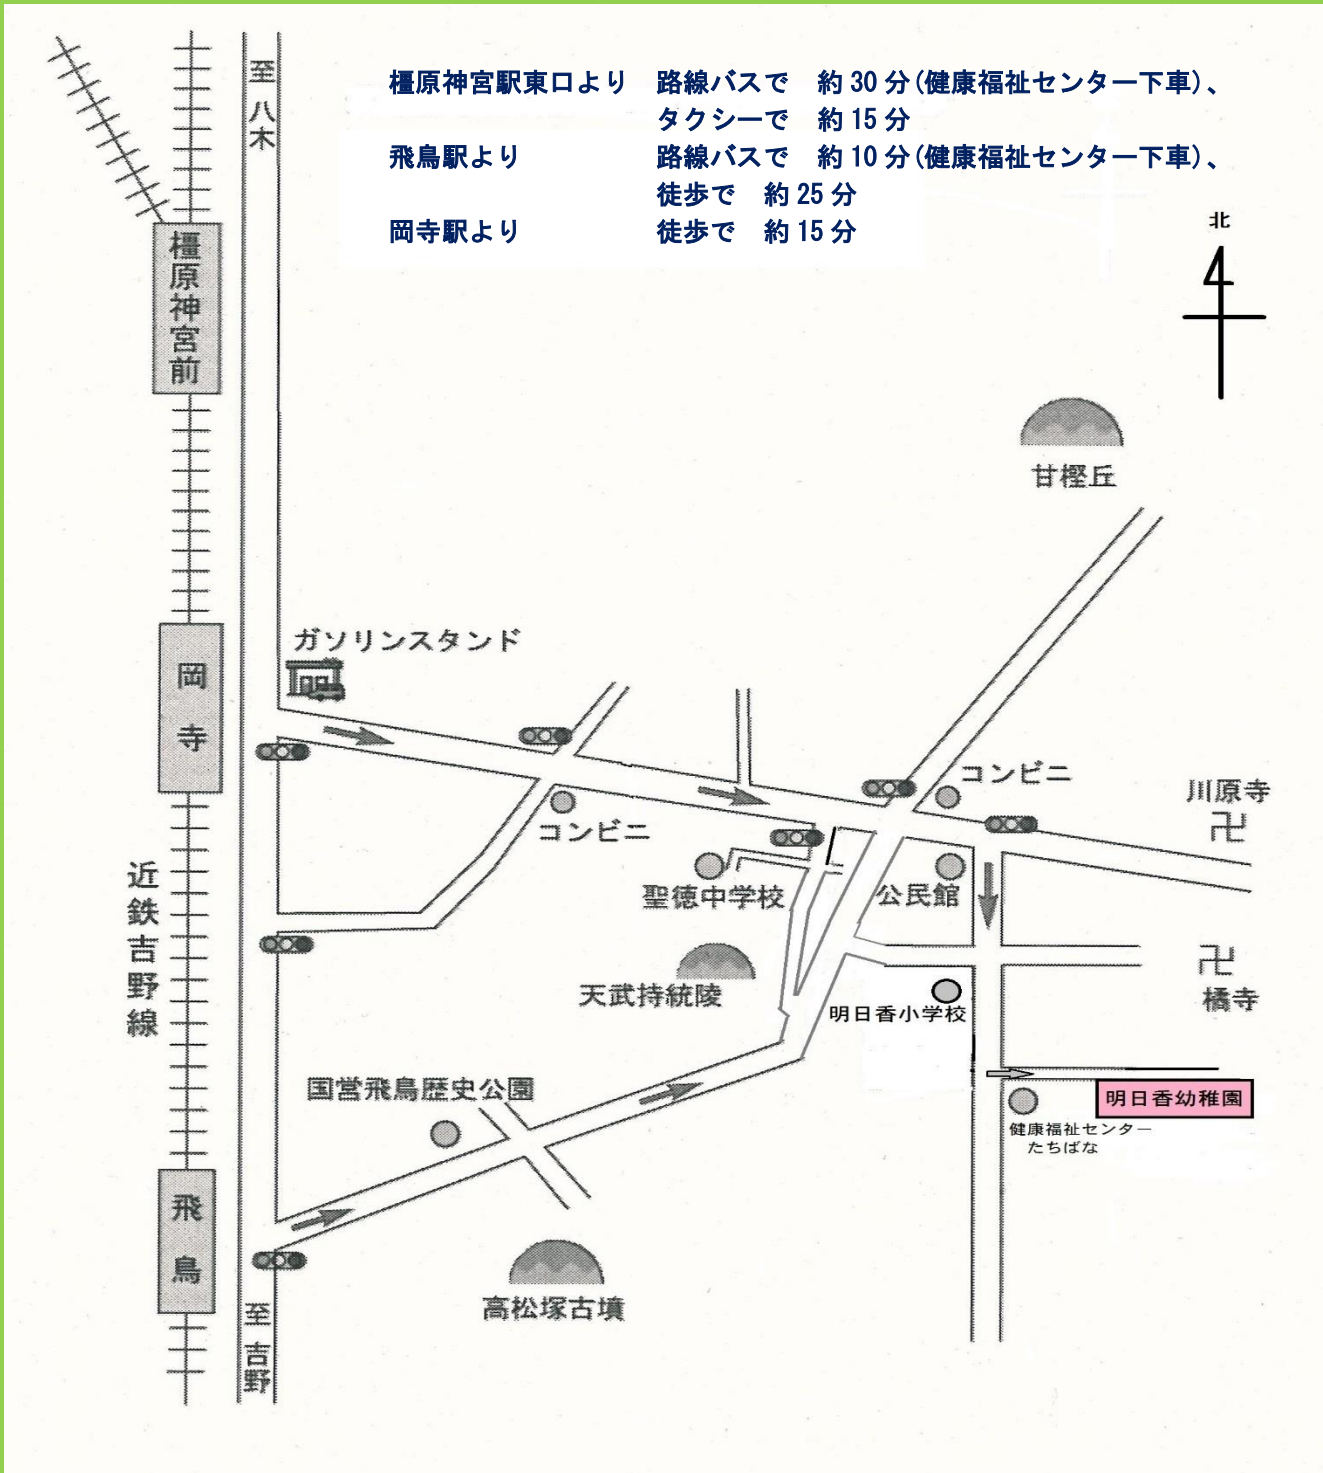 橿原神宮駅東口より　路線バスで　約30分(健康福祉センター下車)、
タクシーで　約15分
飛鳥駅より　路線バスで　約10分(健康福祉センター下車)、
徒歩で　約25分
岡寺駅より　徒歩で　約15分
至八木
北
橿原神宮前
甘樫丘
ガソリンスタンド
岡寺
コンビニ
川原寺
コンビニ
近鉄吉野線
聖徳中学校
公民館
天武持統陵
明日香小学校
橘寺
国営飛鳥歴史公園
明日香幼稚園
健康福祉センター
たちばな
飛鳥
高松塚古墳
至吉野